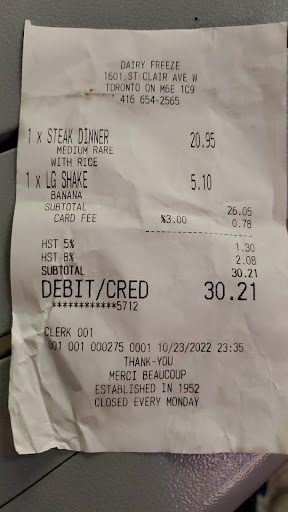 DAIRY FREEZE
1601 ST CLAIR AVE W
TORONTO ON M6E 1C9
416 654-2565
1 x STEAK DINNER 20.95
MEDIUM RARE
WITH RICE
1 x LG SHAKE 5.10
BANANA
SUBTOTAL 26.05
CARD FEE %3.00 0.78
HST 5% 1.30
HST 8% 2.08
SUBTOTAL 30.21
DEBIT/CRED 30.21
************5712
CLERK 001
001 001 000275 0001 10/23/2022 23:35
THANK-YOU
MERCI BEAUCOUP
ESTABLISHED IN 1952
CLOSED EVERY MONDAY